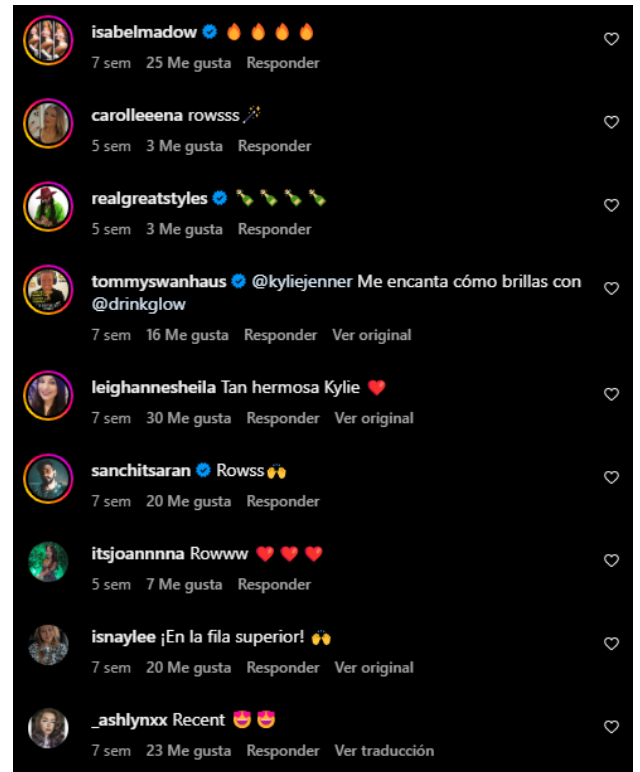 isabelmadow 🔥 🔥 🔥 🔥
7 sem 25 Me gusta Responder
carolleeena rowsss🪄
5 sem 3 Me gusta Responder
realgreatstyles 🍾 🍾 🍾 🍾
5 sem 3 Me gusta Responder
tommyswanhaus @kyliejenner Me encanta cómo brillas con
@drinkglow
7 sem 16 Me gusta Responder Ver original
leighannesheila Tan hermosa Kylie ❤️
7 sem 30 Me gusta Responder Ver original
sanchitsaran Rowss🙌
7 sem 20 Me gusta Responder
itsjoannnna Rowww ❤️ ❤️ ❤️
5 sem 7 Me gusta Responder
isnaylee ¡En la fila superior! 🙌
7 sem 20 Me gusta Responder Ver original
_ashlynxx Recent 😍 😍
7 sem 23 Me gusta Responder Ver traducción